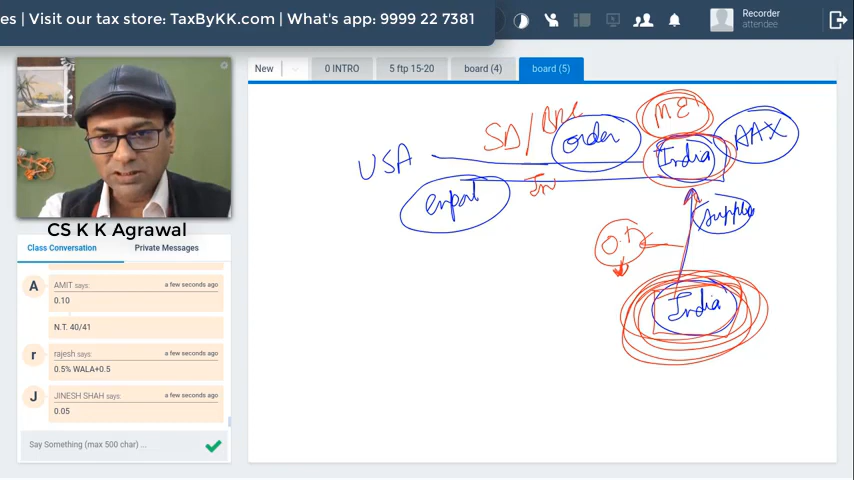 es | Visit our tax store: TaxByKK.com | What's app: 9999 22 7381
Recorder
attendee
New
0 INTRO
5 ftp 15-20
board (4)
board (5)
CS K K Agrawal
Class Conversation
Private Messages
A
AMIT says:
a few seconds ago
0.10
N.T. 40/41
r
rajesh says:
a few seconds ago
0.5% WALA+0.5
J
JINESH SHAH says:
a few seconds ago
0.05
Say Something (max 500 char) ...
M E
order
India
AAX
USA
India